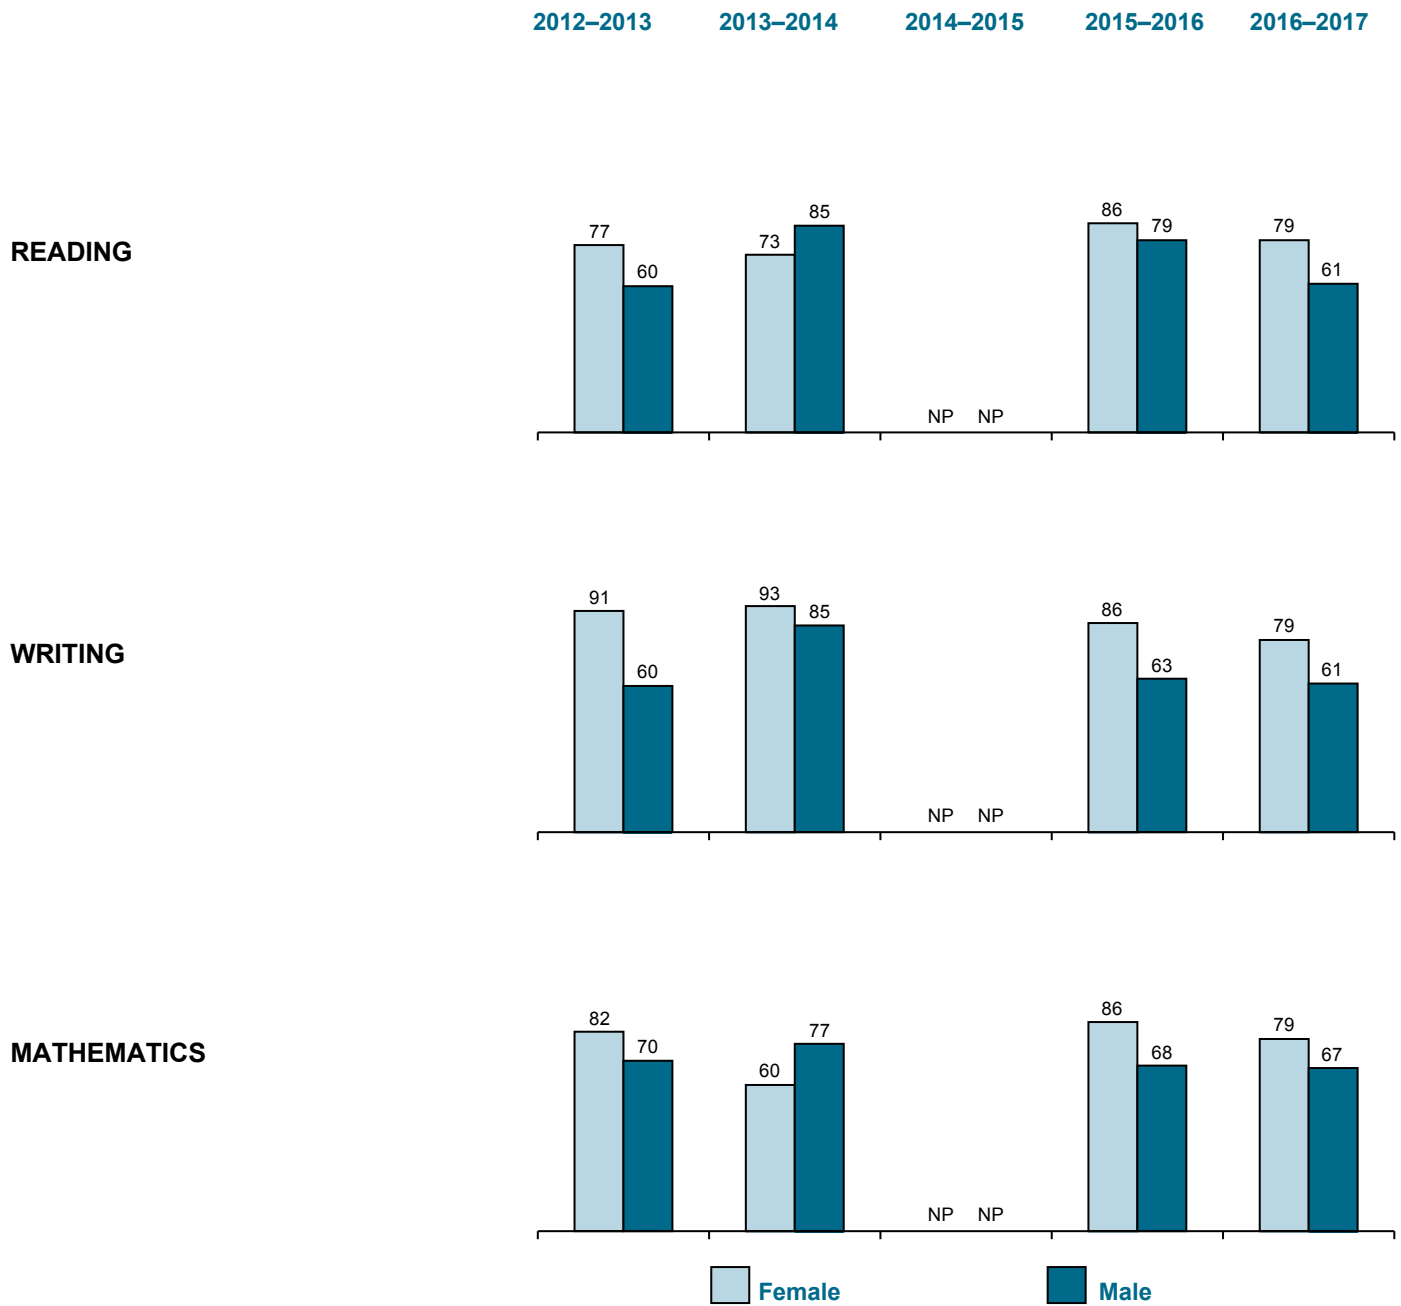 2012–2013 2013–2014 2014–2015 2015–2016 2016–2017
READING
77 60 73 85 NP NP 86 79 79 61
WRITING
91 60 93 85 NP NP 86 63 79 61
MATHEMATICS
82 70 60 77 NP NP 86 68 79 67
Female Male